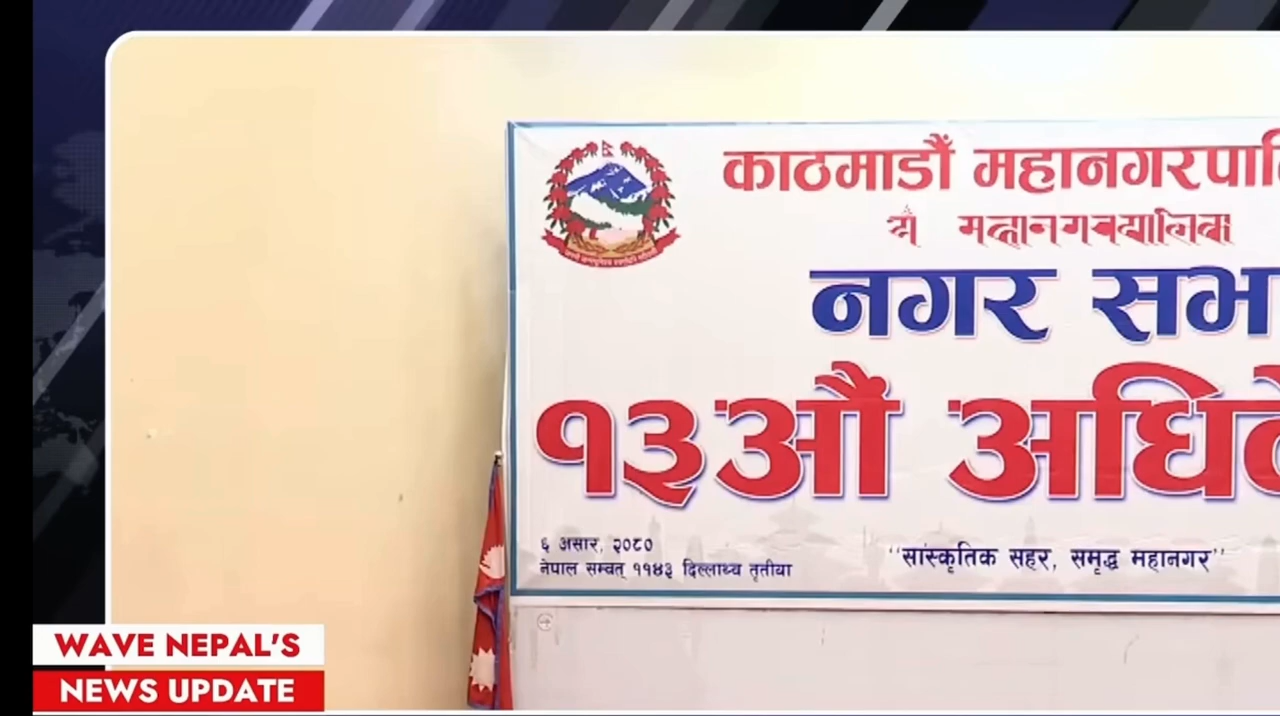 काठमाडौं महानगरपालि
नगर सभ
१३औं अधिवे
६ असार, २०८०
नेपाल सम्वत् ११४३ दिल्लाथ्व तृतीया
"सांस्कृतिक सहर, समृद्ध महानगर"
WAVE NEPAL'S
NEWS UPDATE